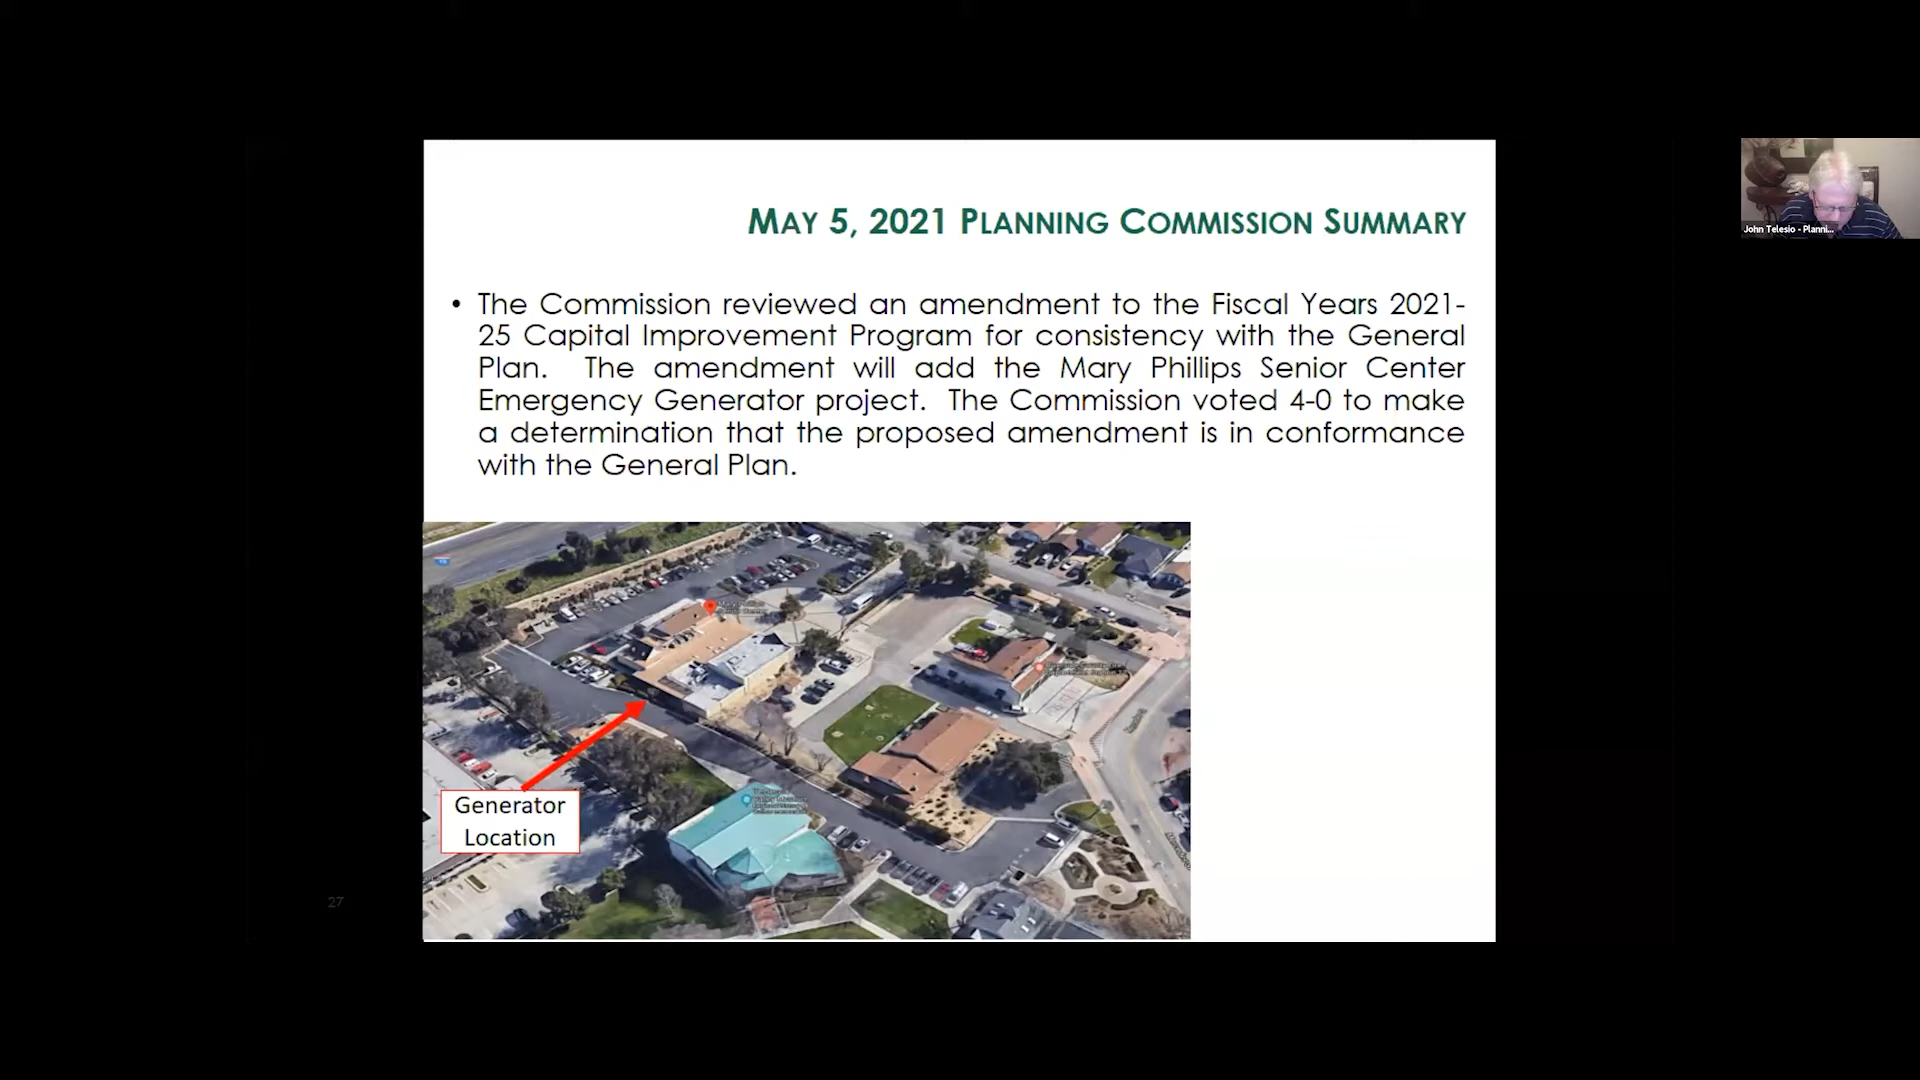 MAY 5, 2021 PLANNING COMMISSION SUMMARY
• The Commission reviewed an amendment to the Fiscal Years 2021-
25 Capital Improvement Program for consistency with the General
Plan. The amendment will add the Mary Phillips Senior Center
Emergency Generator project. The Commission voted 4-0 to make
a determination that the proposed amendment is in conformance
with the General Plan.
Generator
Location
27
John Telesio - Planni...